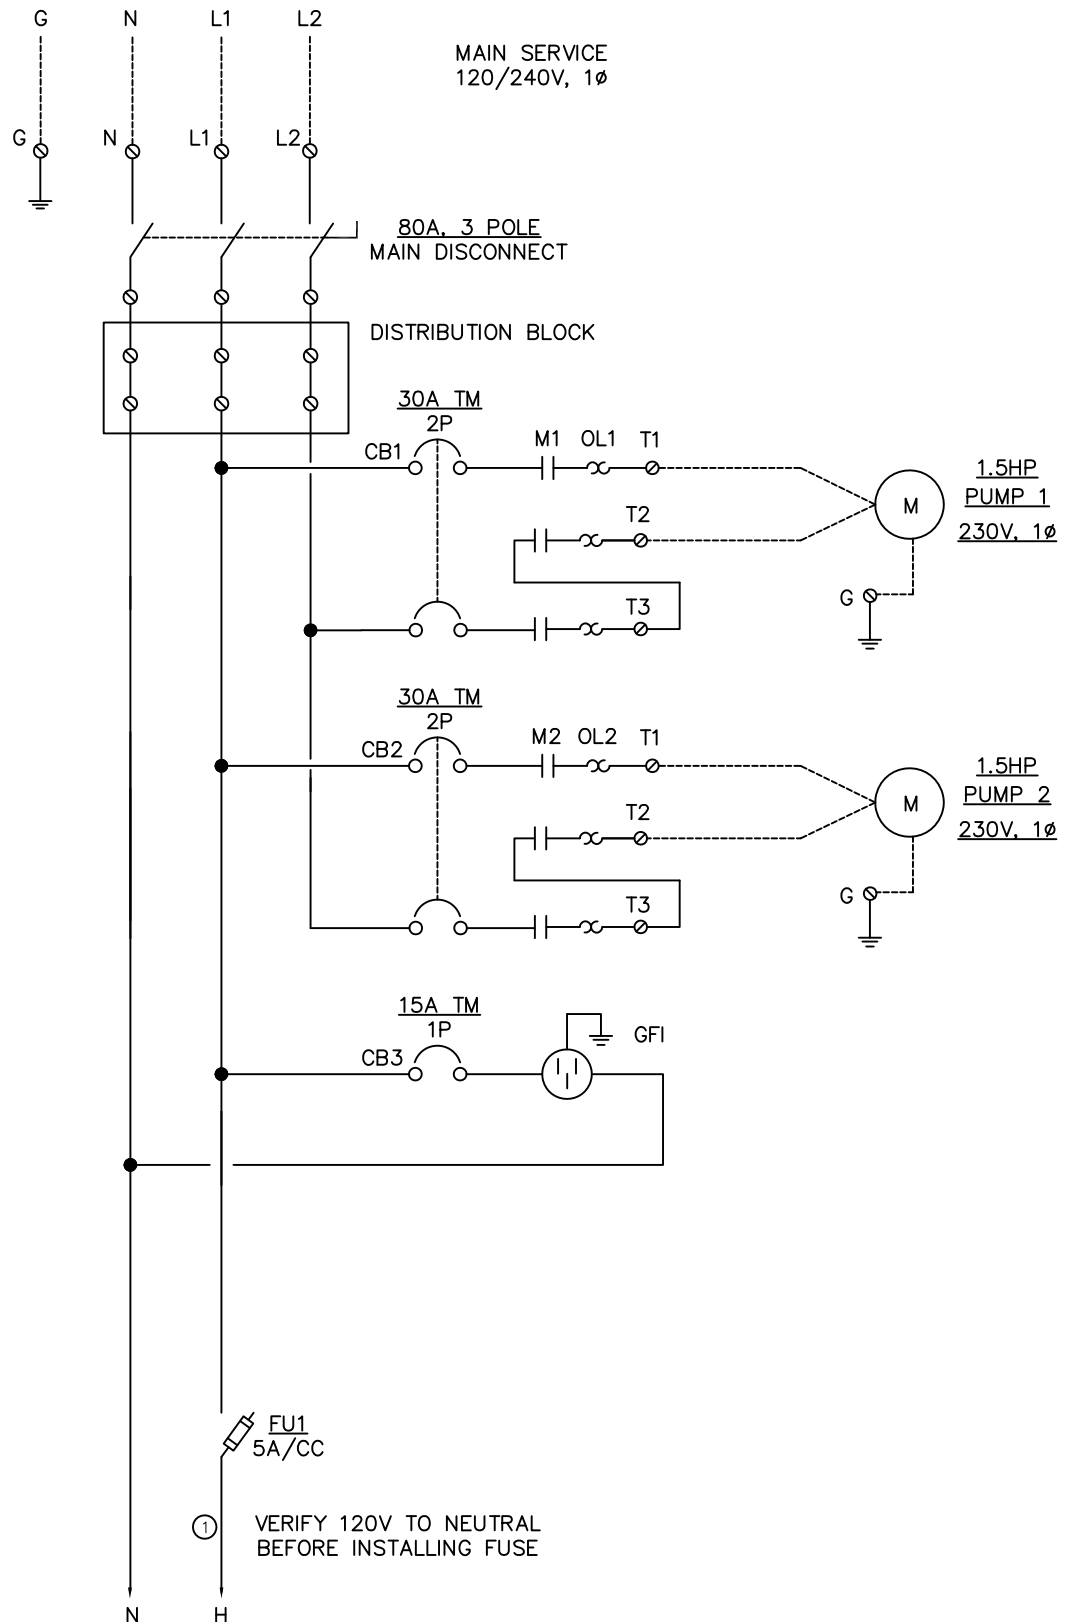 G N L1 L2
MAIN SERVICE
120/240V, 1ø
G N L1 L2
80A, 3 POLE
MAIN DISCONNECT
DISTRIBUTION BLOCK
30A TM
2P
CB1
M1 OL1 T1
1.5HP
PUMP 1
230V, 1ø
M
T2
G
T3
30A TM
2P
CB2
M2 OL2 T1
1.5HP
PUMP 2
230V, 1ø
M
T2
G
T3
15A TM
1P
CB3
GFI
FU1
5A/CC
1
VERIFY 120V TO NEUTRAL
BEFORE INSTALLING FUSE
N H